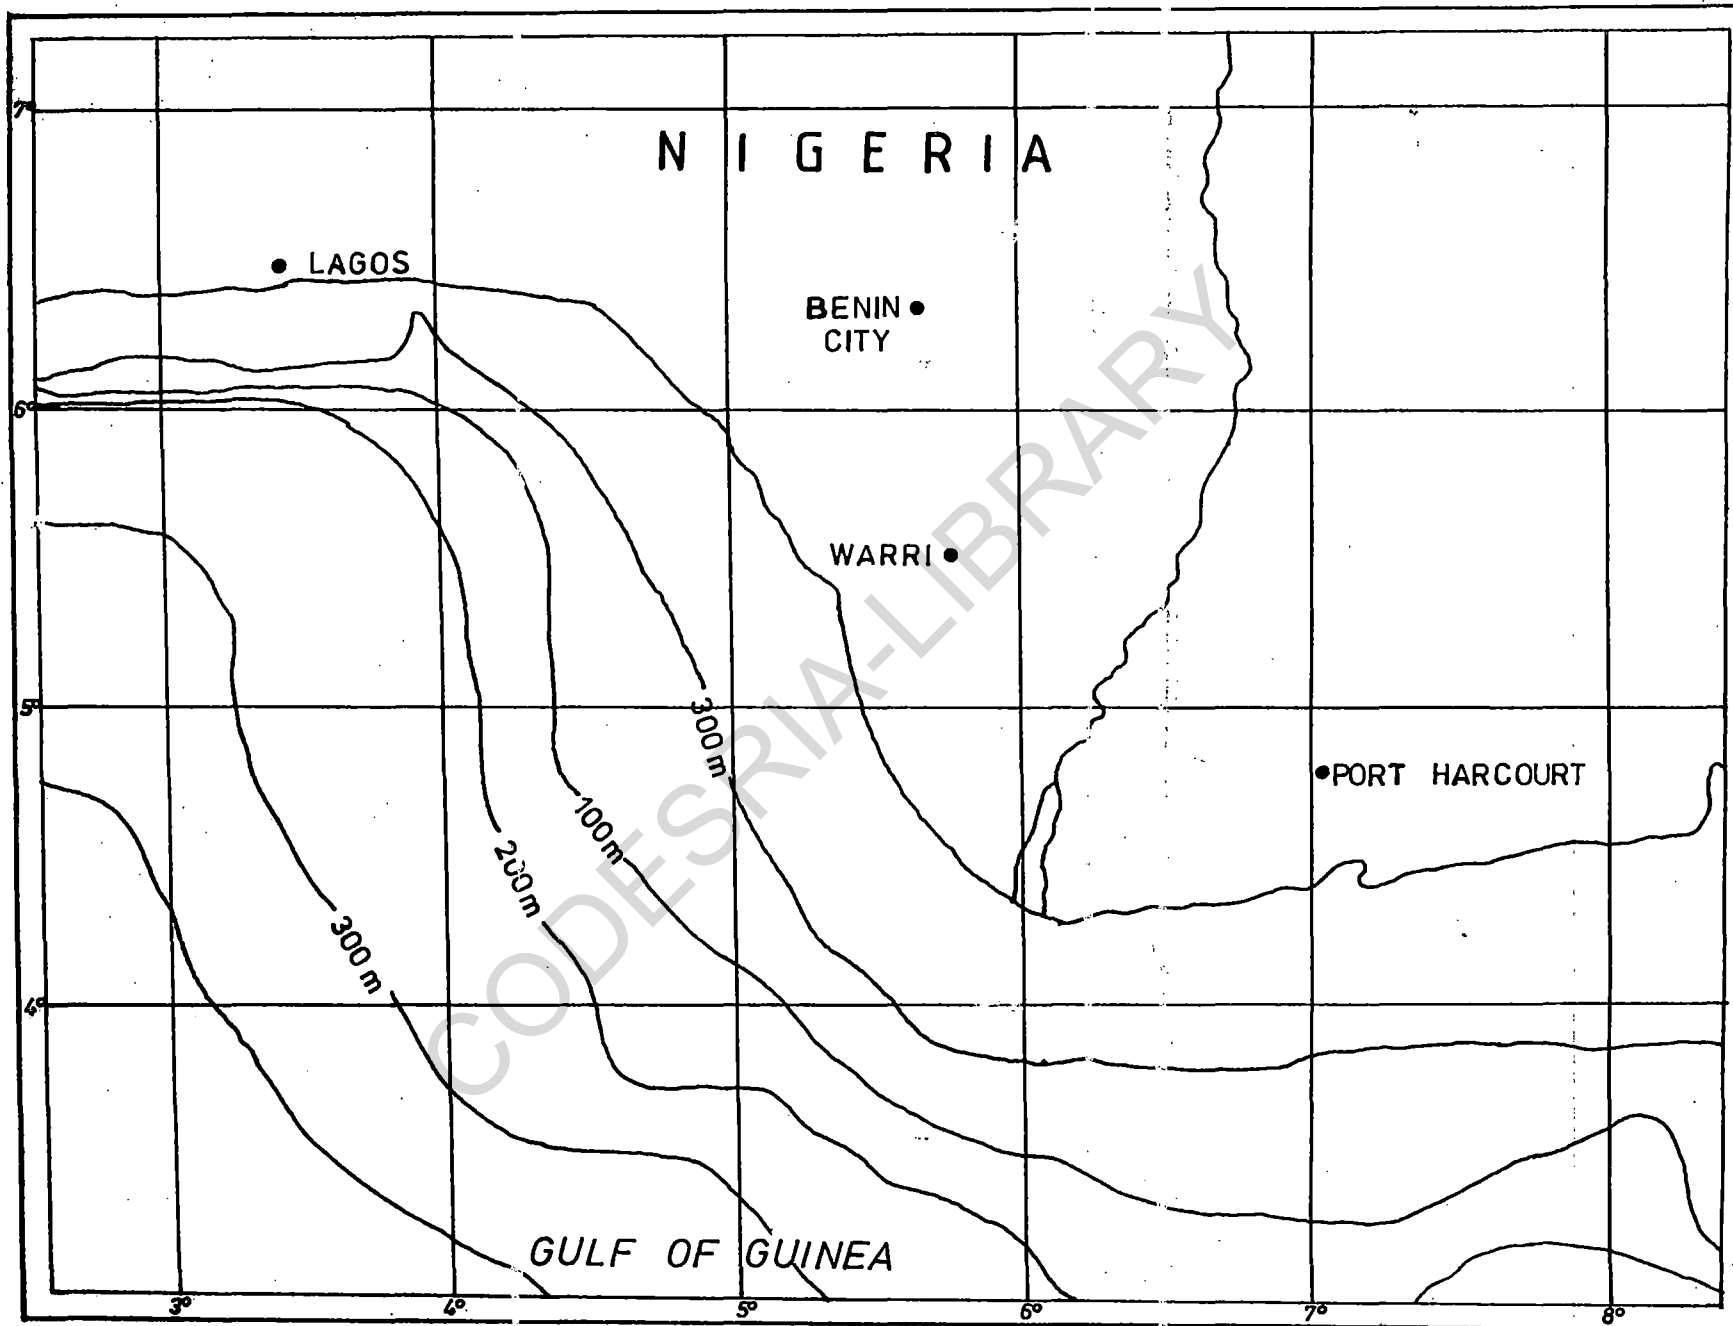 7°
NIGERIA
LAGOS
BENIN
CITY
6°
WARRI
5°
300m
PORT HARCOURT
100m
200m
300m
4°
GULF OF GUINEA
3°
4°
5°
6°
7°
8°
CODESRIA-LIBRARY